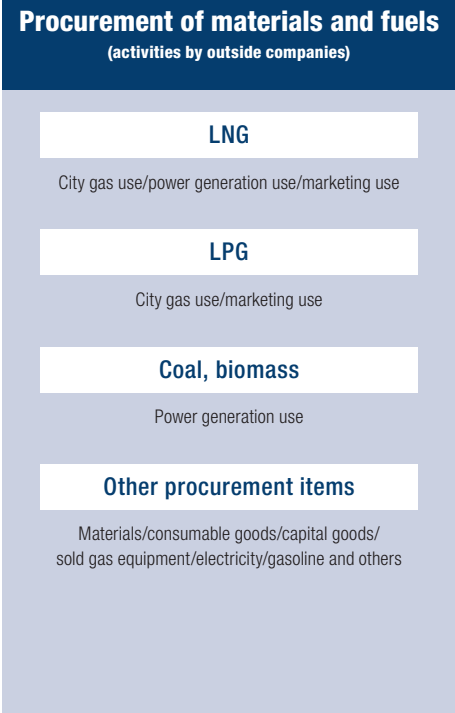 Procurement of materials and fuels
(activities by outside companies)
LNG
City gas use/power generation use/marketing use
LPG
City gas use/marketing use
Coal, biomass
Power generation use
Other procurement items
Materials/consumable goods/capital goods/
sold gas equipment/electricity/gasoline and others